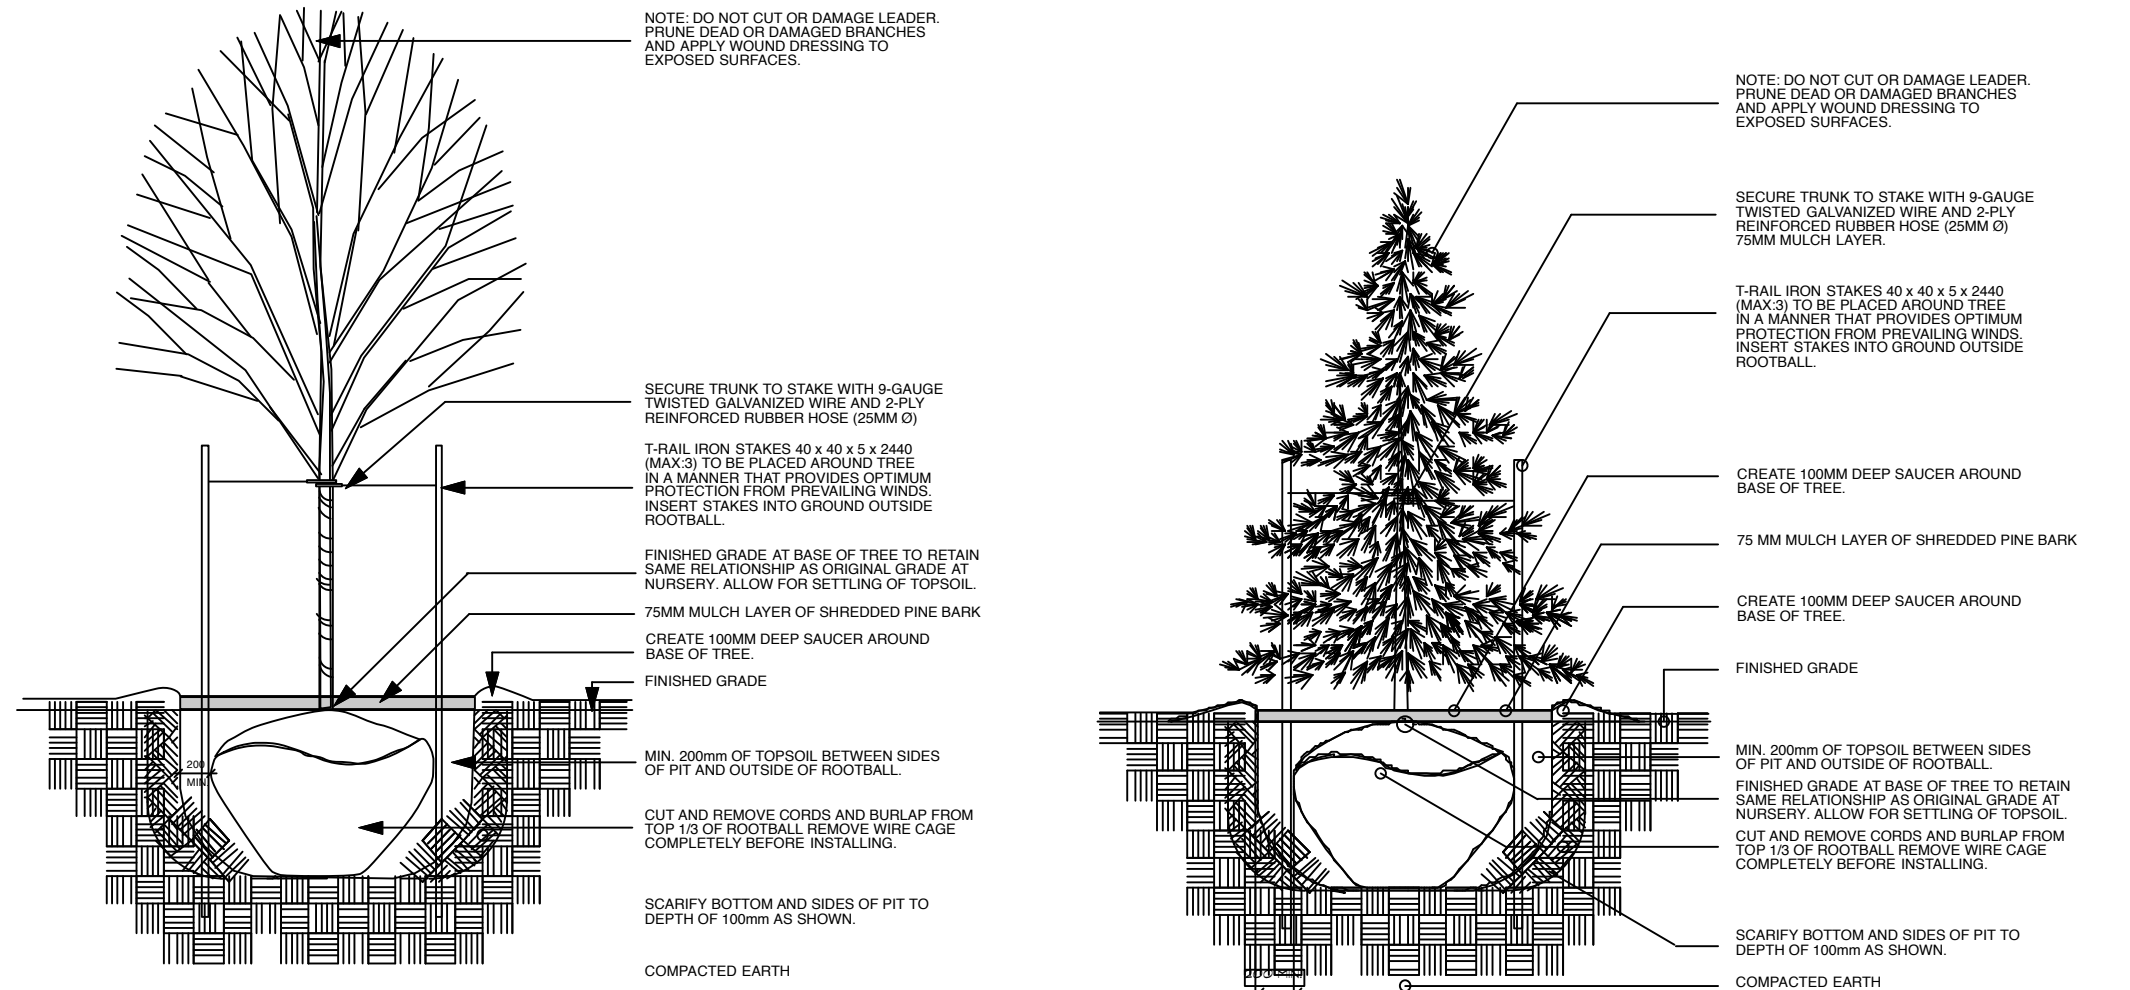 NOTE: DO NOT CUT OR DAMAGE LEADER.
PRUNE DEAD OR DAMAGED BRANCHES
AND APPLY WOUND DRESSING TO
EXPOSED SURFACES.
SECURE TRUNK TO STAKE WITH 9-GAUGE
TWISTED GALVANIZED WIRE AND 2-PLY
REINFORCED RUBBER HOSE (25MM Ø)
T-RAIL IRON STAKES 40 x 40 x 5 x 2440
(MAX:3) TO BE PLACED AROUND TREE
IN A MANNER THAT PROVIDES OPTIMUM
PROTECTION FROM PREVAILING WINDS.
INSERT STAKES INTO GROUND OUTSIDE
ROOTBALL.
FINISHED GRADE AT BASE OF TREE TO RETAIN
SAME RELATIONSHIP AS ORIGINAL GRADE AT
NURSERY. ALLOW FOR SETTLING OF TOPSOIL.
75MM MULCH LAYER OF SHREDDED PINE BARK
CREATE 100MM DEEP SAUCER AROUND
BASE OF TREE.
FINISHED GRADE
200
MIN.
MIN. 200mm OF TOPSOIL BETWEEN SIDES
OF PIT AND OUTSIDE OF ROOTBALL.
CUT AND REMOVE CORDS AND BURLAP FROM
TOP 1/3 OF ROOTBALL REMOVE WIRE CAGE
COMPLETELY BEFORE INSTALLING.
SCARIFY BOTTOM AND SIDES OF PIT TO
DEPTH OF 100mm AS SHOWN.
COMPACTED EARTH
NOTE: DO NOT CUT OR DAMAGE LEADER.
PRUNE DEAD OR DAMAGED BRANCHES
AND APPLY WOUND DRESSING TO
EXPOSED SURFACES.
SECURE TRUNK TO STAKE WITH 9-GAUGE
TWISTED GALVANIZED WIRE AND 2-PLY
REINFORCED RUBBER HOSE (25MM Ø)
75MM MULCH LAYER.
T-RAIL IRON STAKES 40 x 40 x 5 x 2440
(MAX:3) TO BE PLACED AROUND TREE
IN A MANNER THAT PROVIDES OPTIMUM
PROTECTION FROM PREVAILING WINDS.
INSERT STAKES INTO GROUND OUTSIDE
ROOTBALL.
CREATE 100MM DEEP SAUCER AROUND
BASE OF TREE.
75 MM MULCH LAYER OF SHREDDED PINE BARK
CREATE 100MM DEEP SAUCER AROUND
BASE OF TREE.
FINISHED GRADE
MIN. 200mm OF TOPSOIL BETWEEN SIDES
OF PIT AND OUTSIDE OF ROOTBALL.
FINISHED GRADE AT BASE OF TREE TO RETAIN
SAME RELATIONSHIP AS ORIGINAL GRADE AT
NURSERY. ALLOW FOR SETTLING OF TOPSOIL.
CUT AND REMOVE CORDS AND BURLAP FROM
TOP 1/3 OF ROOTBALL REMOVE WIRE CAGE
COMPLETELY BEFORE INSTALLING.
SCARIFY BOTTOM AND SIDES OF PIT TO
DEPTH OF 100mm AS SHOWN.
200 MIN.
COMPACTED EARTH